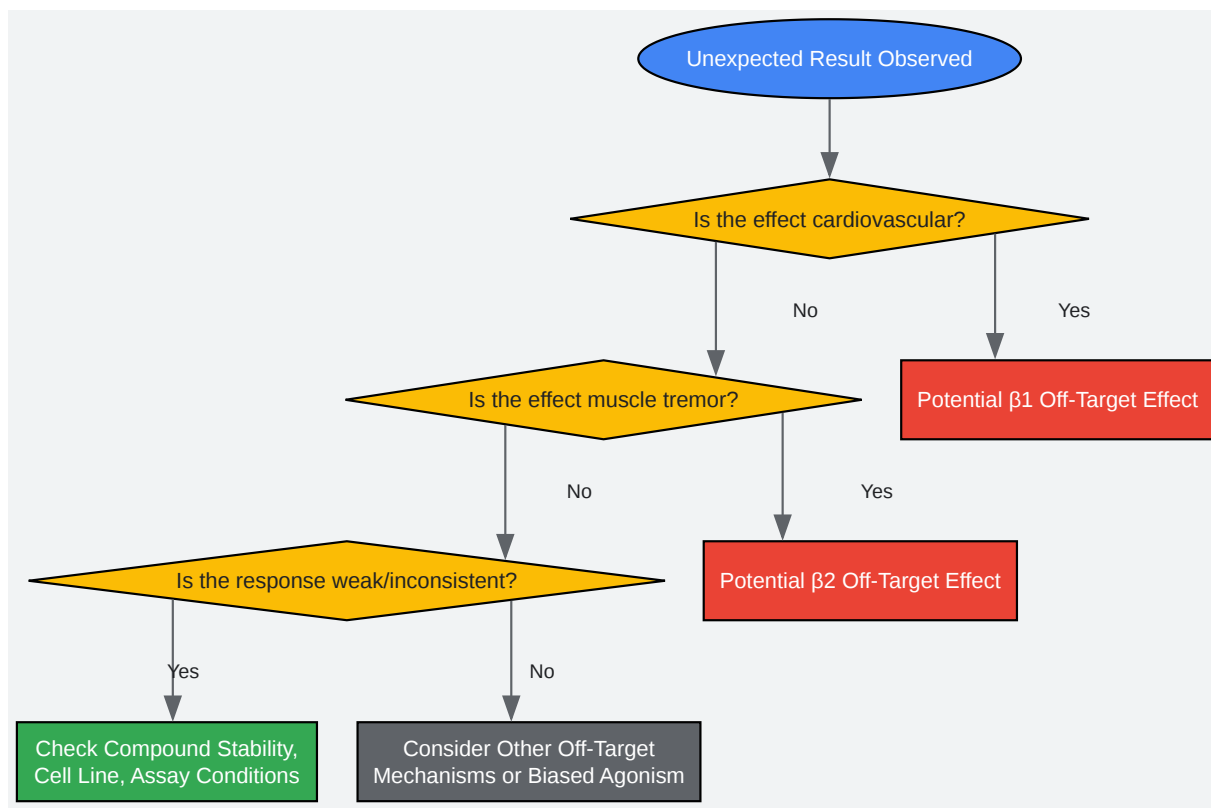 Unexpected Result Observed
Is the effect cardiovascular?
No
Yes
Is the effect muscle tremor?
Potential β1 Off-Target Effect
No
Yes
Is the response weak/inconsistent?
Potential β2 Off-Target Effect
Yes
No
Check Compound Stability,
Cell Line, Assay Conditions
Consider Other Off-Target
Mechanisms or Biased Agonism